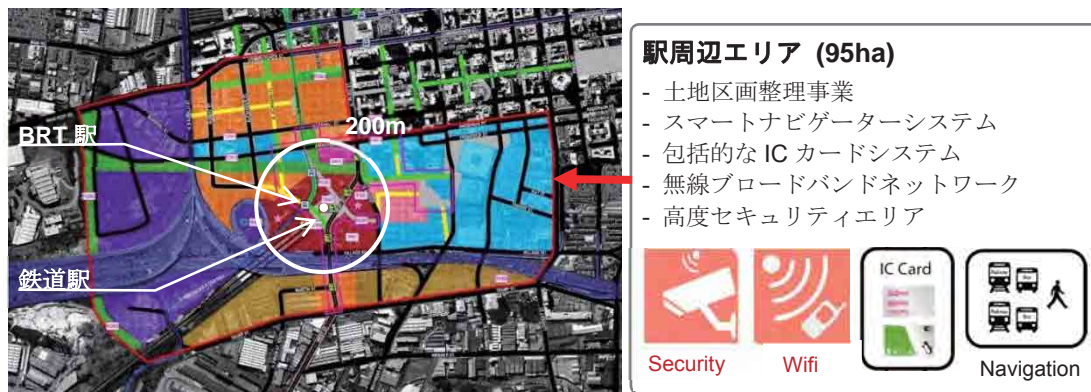 BRT 駅
200m
鉄道駅
駅周辺エリア (95ha)
- 土地区画整理事業
- スマートナビゲーターシステム
- 包括的な IC カードシステム
- 無線ブロードバンドネットワーク
- 高度セキュリティエリア
Security
Wifi
IC Card
Navigation